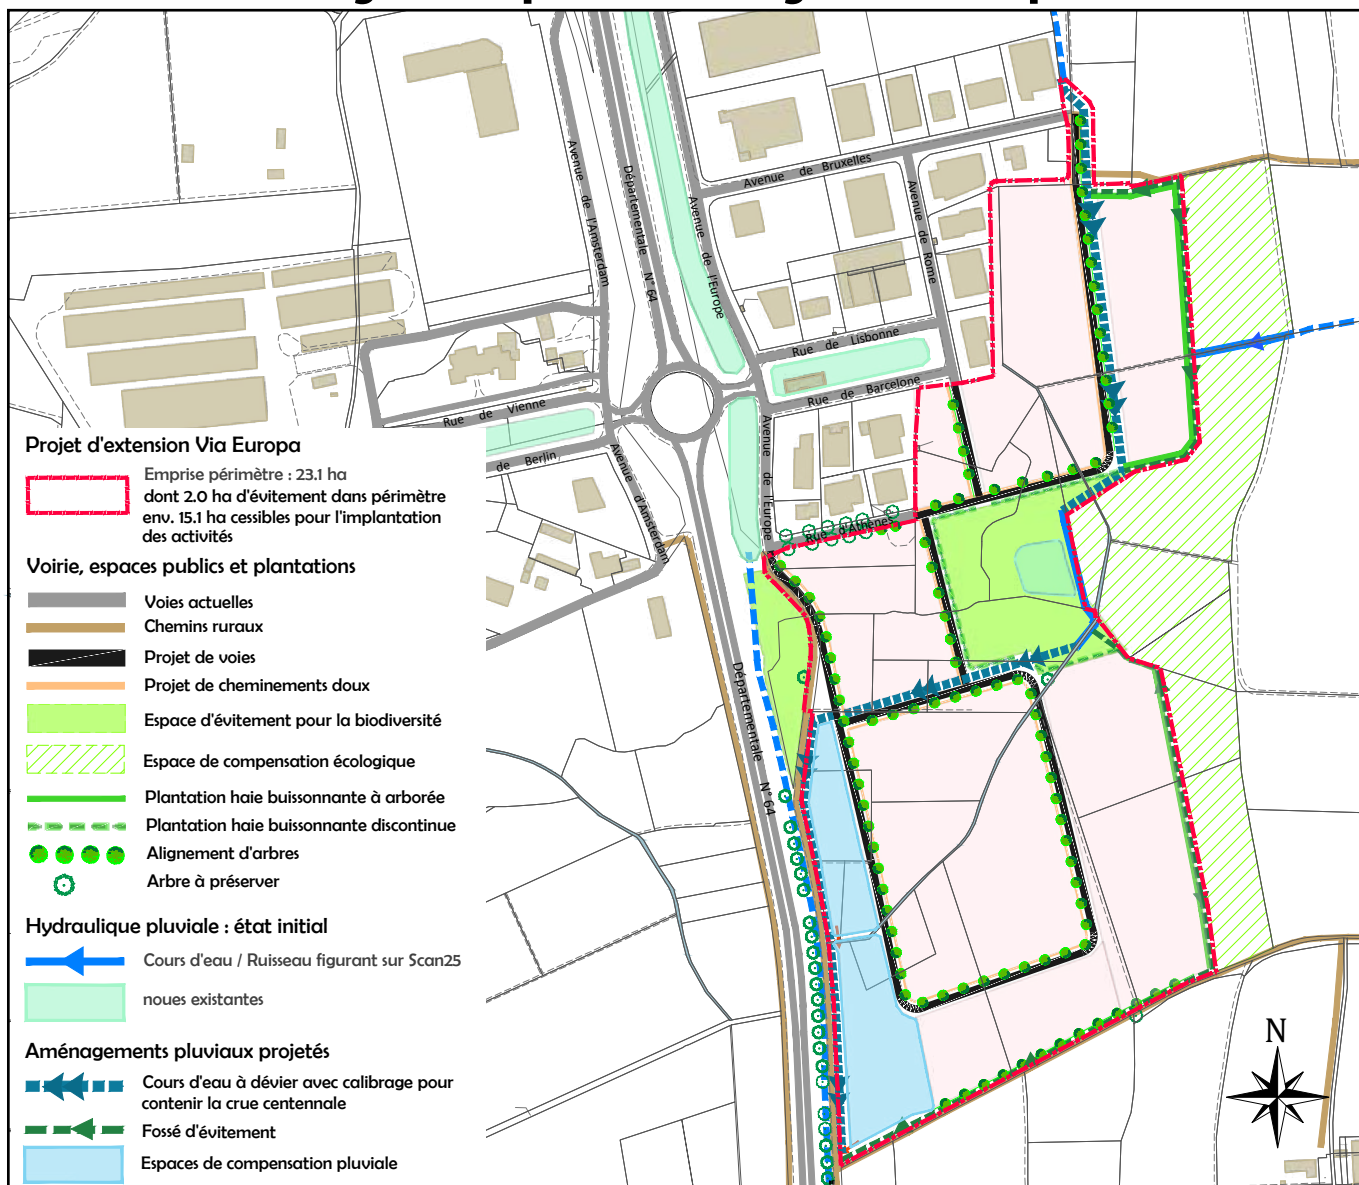 Avenue de Bruxelles
Avenue de l'Amsterdam
Départementale N° 64
Avenue de l'Europe
Avenue de Rome
Rue de Lisbonne
Rue de Barcelone
Rue de Vienne
de Berlin
Avenue d'Amsterdam
Avenue de l'Europe
Rue d'Athènes
Départementale N° 64
Projet d'extension Via Europa
Emprise périmètre : 23.1 ha
dont 2.0 ha d'évitement dans périmètre
env. 15.1 ha cessibles pour l'implantation
des activités
Voirie, espaces publics et plantations
Voies actuelles
Chemins ruraux
Projet de voies
Projet de cheminements doux
Espace d'évitement pour la biodiversité
Espace de compensation écologique
Plantation haie buissonnante à arborée
Plantation haie buissonnante discontinue
Alignement d'arbres
Arbre à préserver
Hydraulique pluviale : état initial
Cours d'eau / Ruisseau figurant sur Scan25
noues existantes
Aménagements pluviaux projetés
Cours d'eau à dévier avec calibrage pour
contenir la crue centennale
Fossé d'évitement
Espaces de compensation pluviale
N